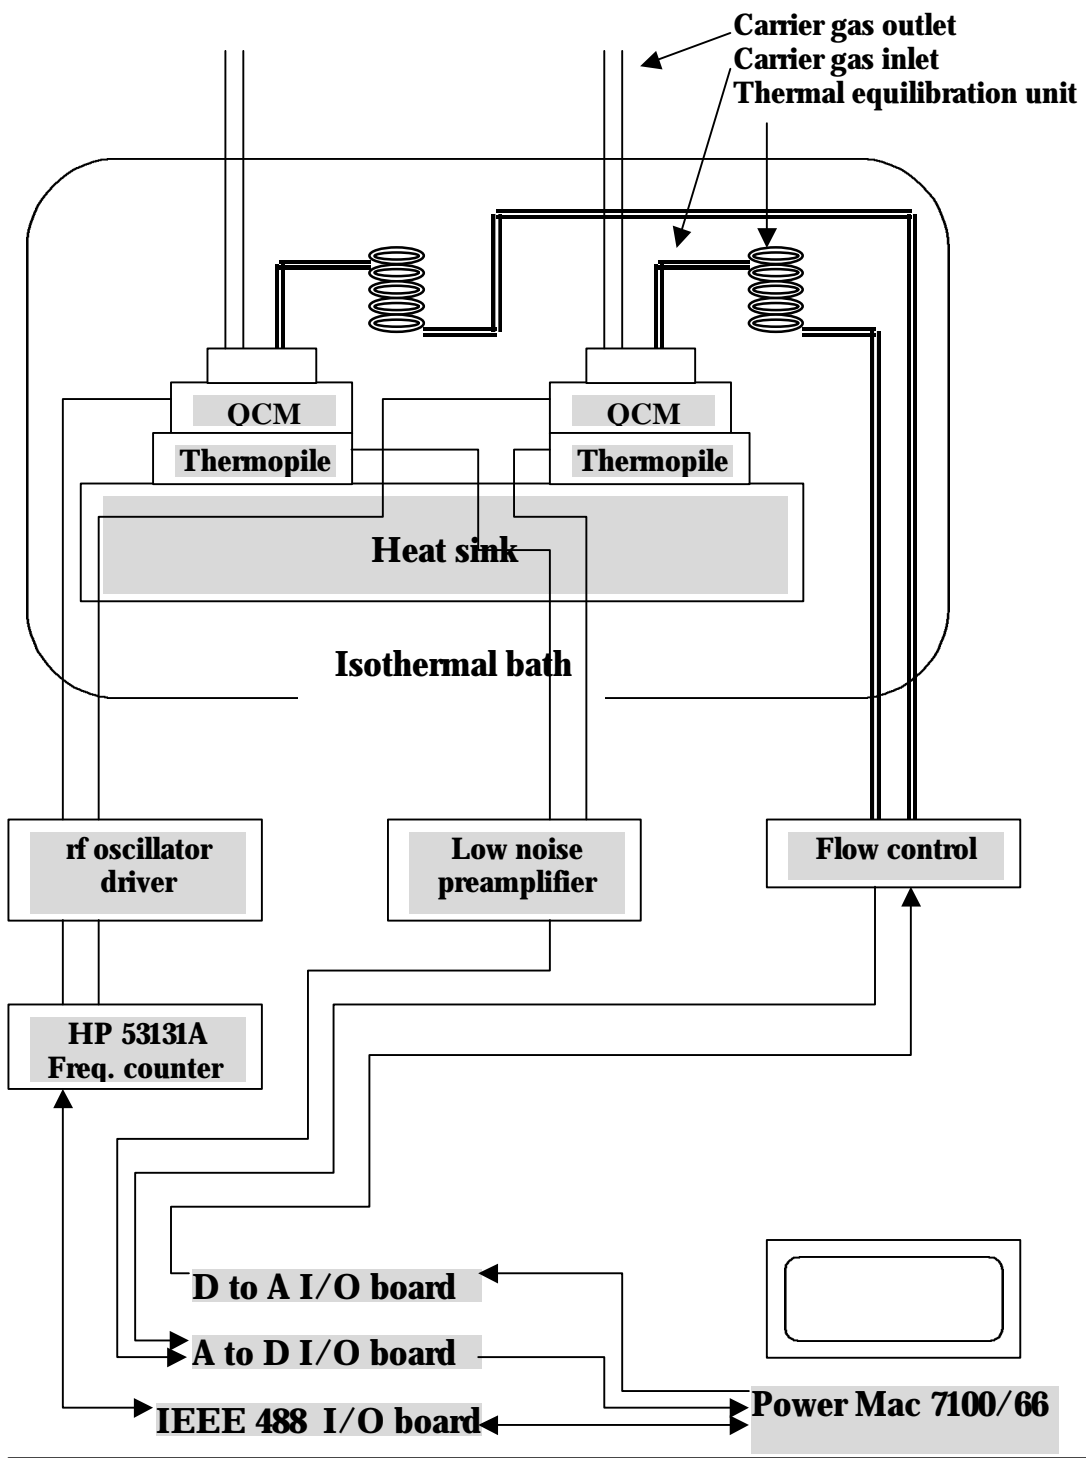 Carrier gas outlet
Carrier gas inlet
Thermal equilibration unit
QCM
QCM
Thermopile
Thermopile
Heat sink
Isothermal bath
rf oscillator
driver
Low noise
preamplifier
Flow control
HP 53131A
Freq. counter
D to A I/O board
A to D I/O board
IEEE 488 I/O board
Power Mac 7100/66